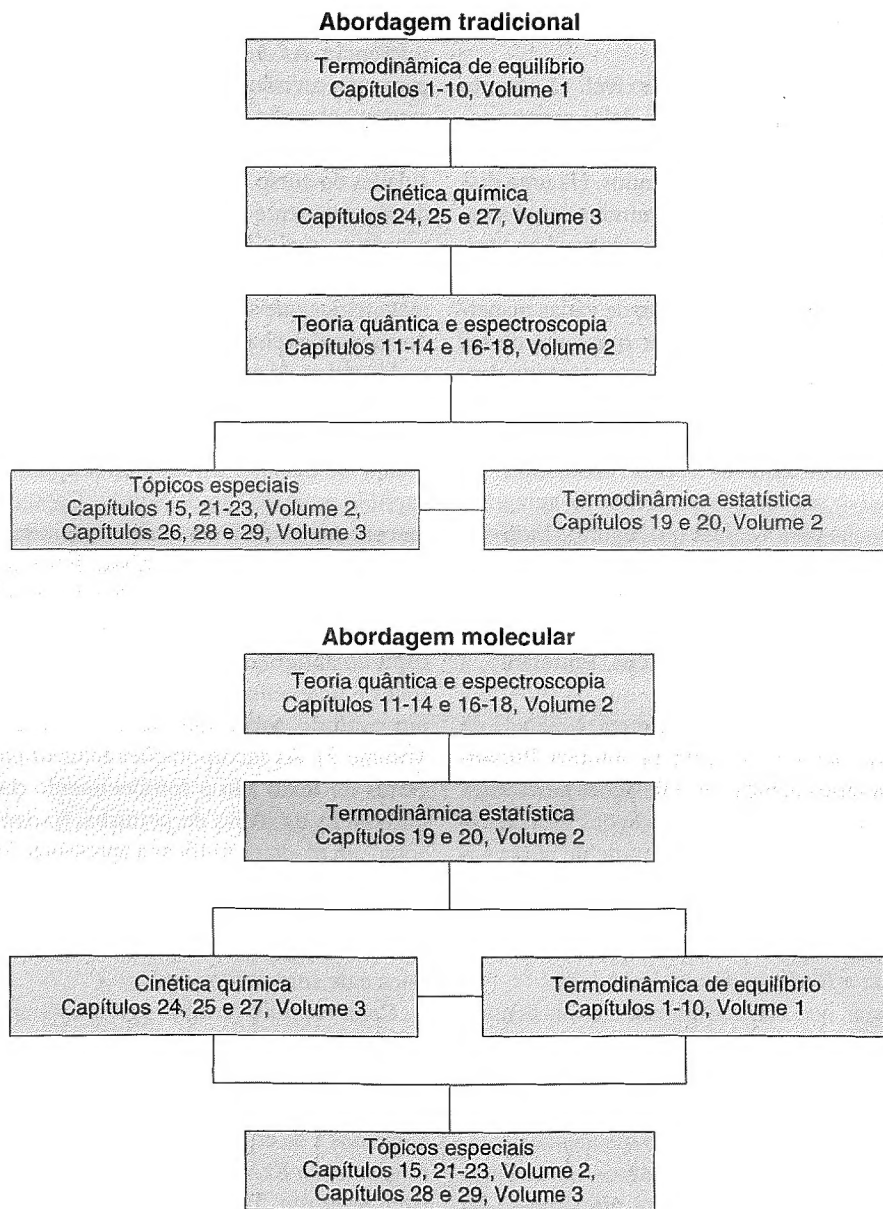 Abordagem tradicional
Termodinâmica de equilíbrio
Capítulos 1-10, Volume 1
Cinética química
Capítulos 24, 25 e 27, Volume 3
Teoria quântica e espectroscopia
Capítulos 11-14 e 16-18, Volume 2
Tópicos especiais
Capítulos 15, 21-23, Volume 2,
Capítulos 26, 28 e 29, Volume 3
Termodinâmica estatística
Capítulos 19 e 20, Volume 2
Abordagem molecular
Teoria quântica e espectroscopia
Capítulos 11-14 e 16-18, Volume 2
Termodinâmica estatística
Capítulos 19 e 20, Volume 2
Cinética química
Capítulos 24, 25 e 27, Volume 3
Termodinâmica de equilíbrio
Capítulos 1-10, Volume 1
Tópicos especiais
Capítulos 15, 21-23, Volume 2,
Capítulos 28 e 29, Volume 3